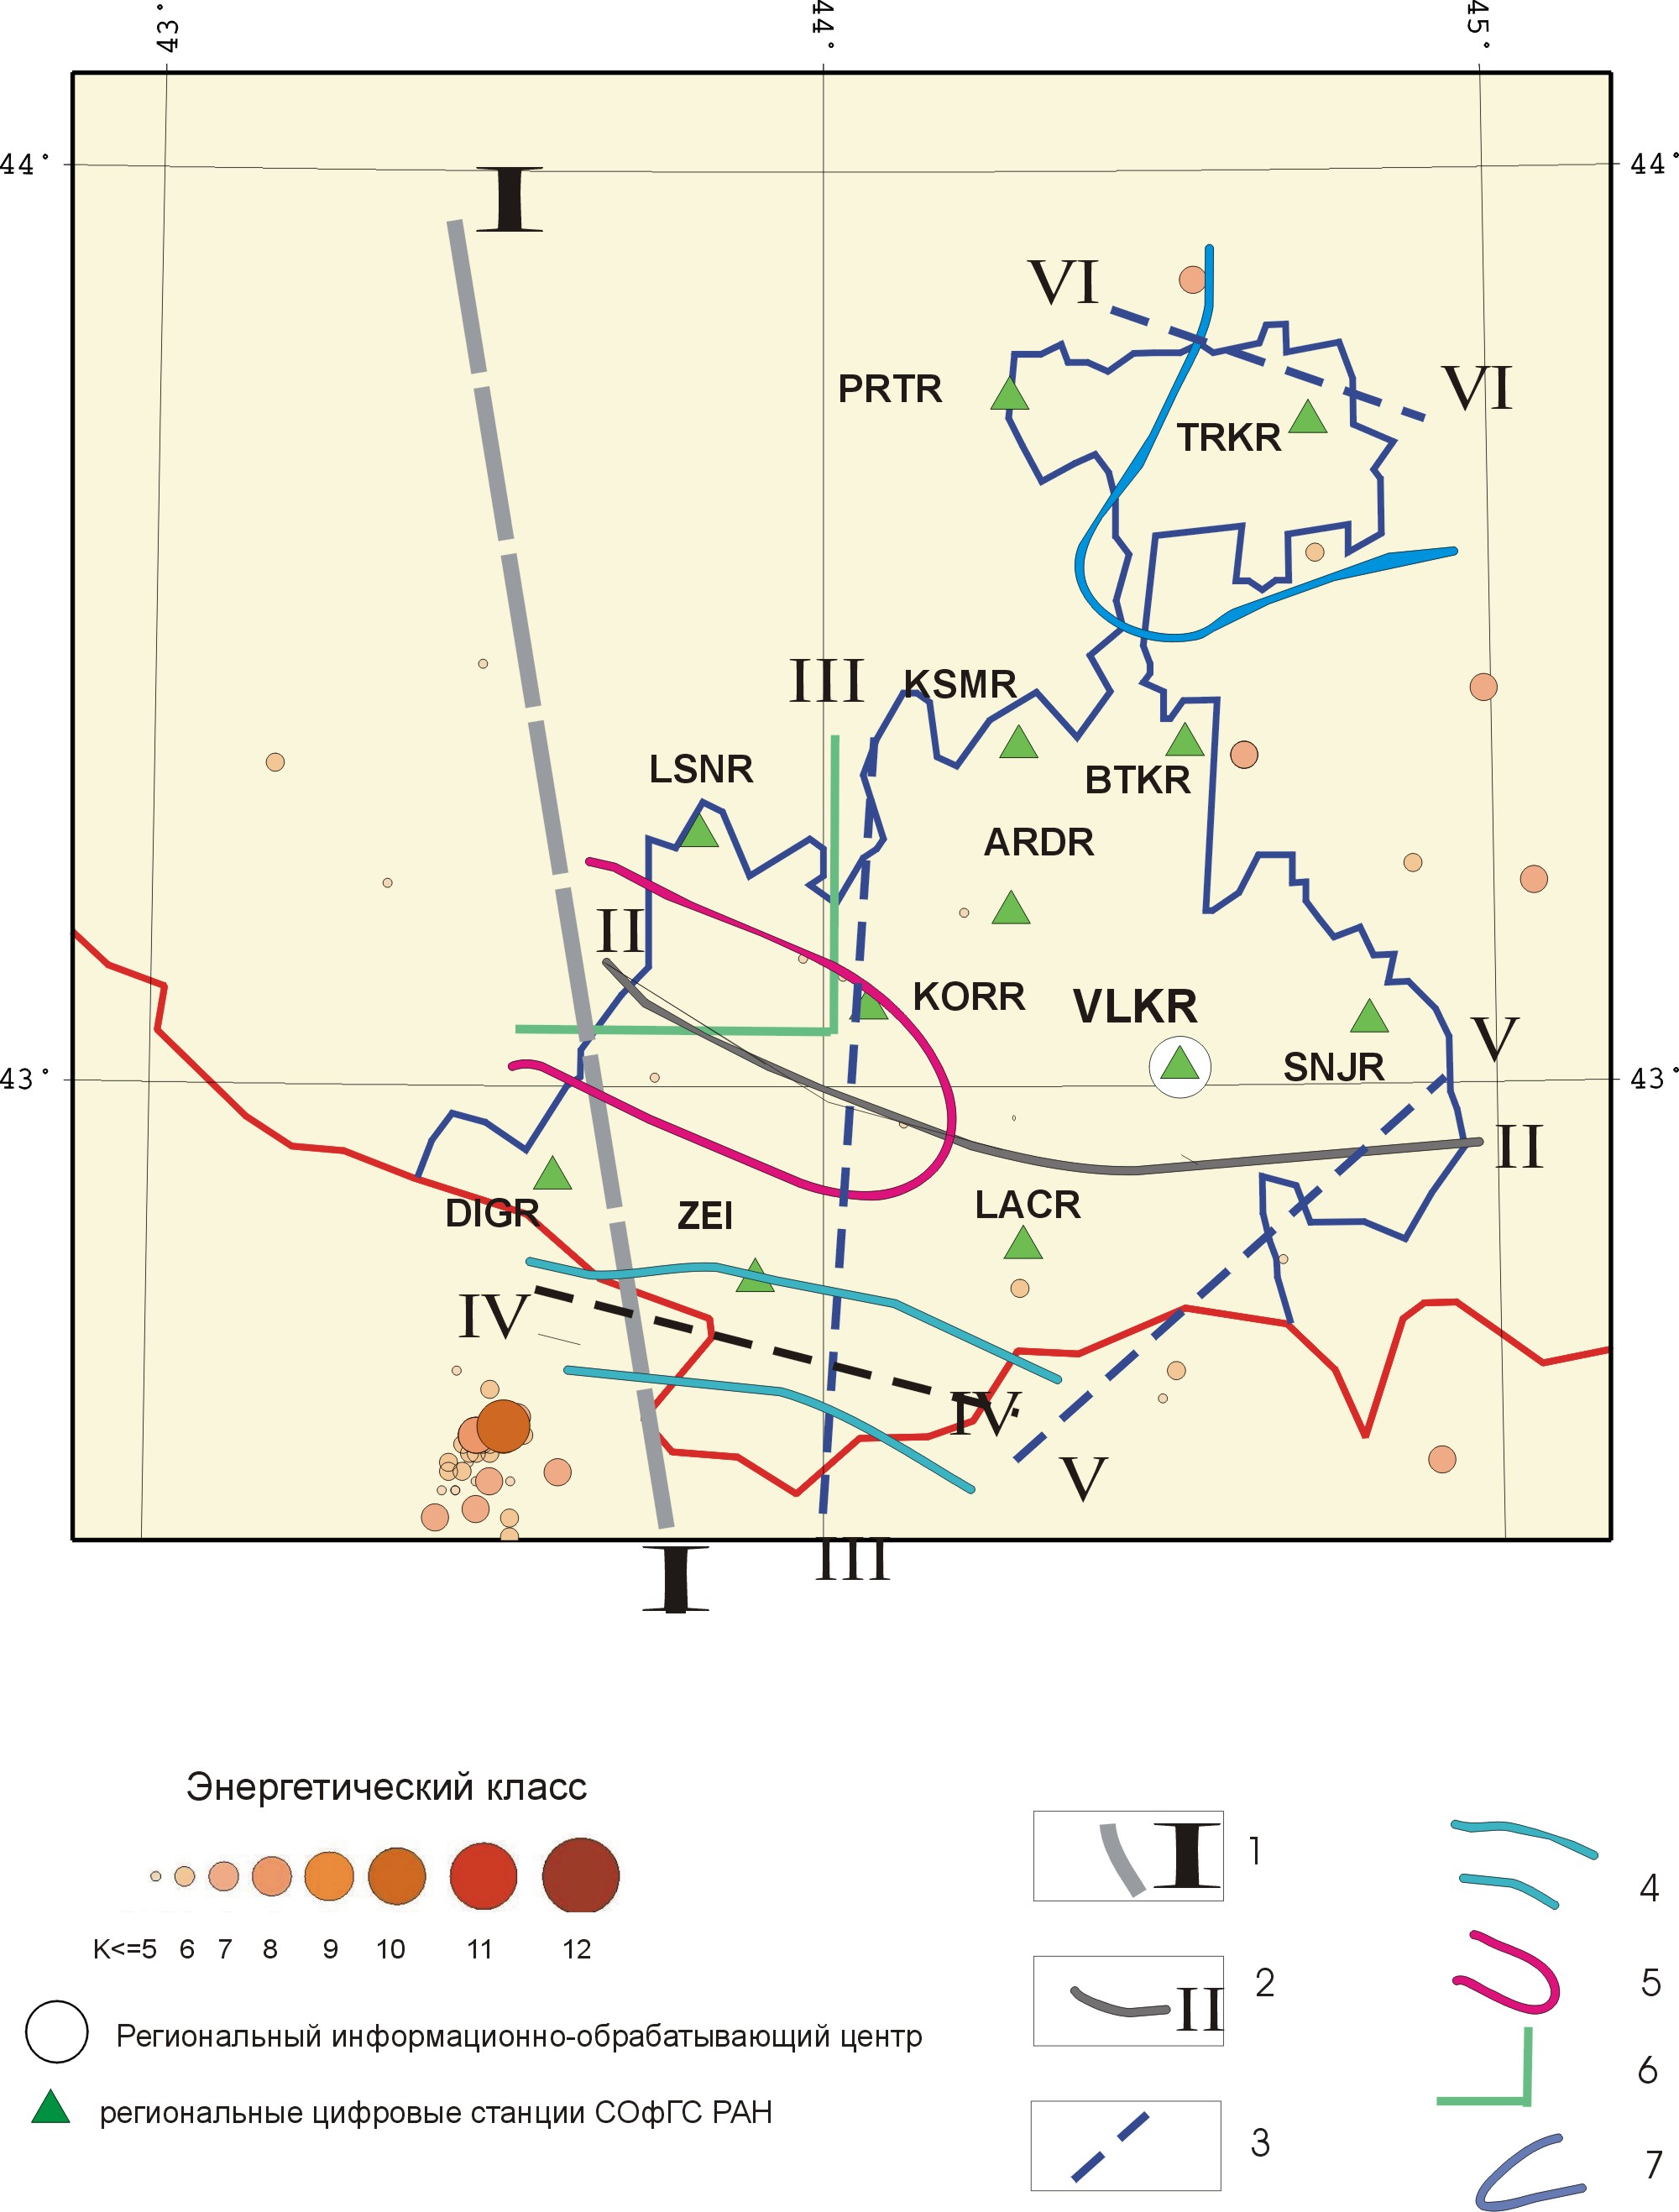 43°
44°
45°
44°
44°
I
VI
VI
PRTR
TRKR
III
KSMR
LSNR
BTKR
ARDR
II
KORR
VLKR
V
SNJR
43°
43°
II
LACR
DIGR
ZEI
IV
IV
V
III
I
Энергетический класс
K<=5 6 7 8 9 10 11 12
Региональный информационно-обрабатывающий центр
региональные цифровые станции СОфГС РАН
I 1
II 2
3
4
5
6
7